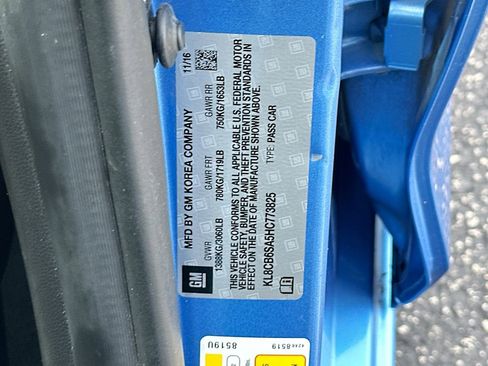 MFD BY GM KOREA COMPANY 11/16
GVWR GAWR FRT GAWR RR
1388KG/3060LB 780KG/1719LB 750KG/1653LB
THIS VEHICLE CONFORMS TO ALL APPLICABLE U.S. FEDERAL MOTOR
VEHICLE SAFETY, BUMPER, AND THEFT PREVENTION STANDARDS IN
EFFECT ON THE DATE OF MANUFACTURE SHOWN ABOVE.
KL8CB6SA5HC773825 TYPE: PASS CAR
GM
8519U